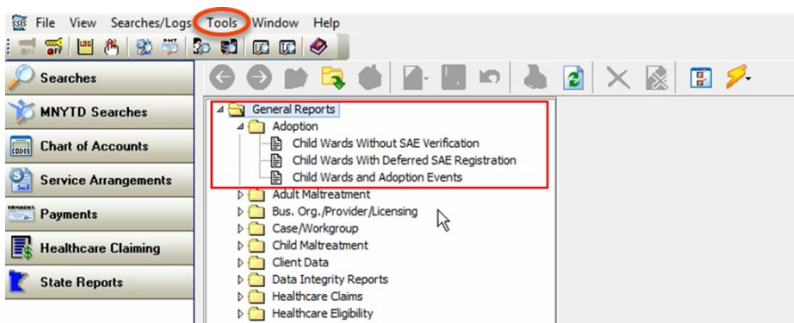 File View Searches/Logs Tools Window Help
Searches
MNYTD Searches
Chart of Accounts
Service Arrangements
Payments
Healthcare Claiming
State Reports
General Reports
Adoption
Child Wards Without SAE Verification
Child Wards With Deferred SAE Registration
Child Wards and Adoption Events
Adult Maltreatment
Bus. Org./Provider/Licensing
Case/Workgroup
Child Maltreatment
Client Data
Data Integrity Reports
Healthcare Claims
Healthcare Eligibility